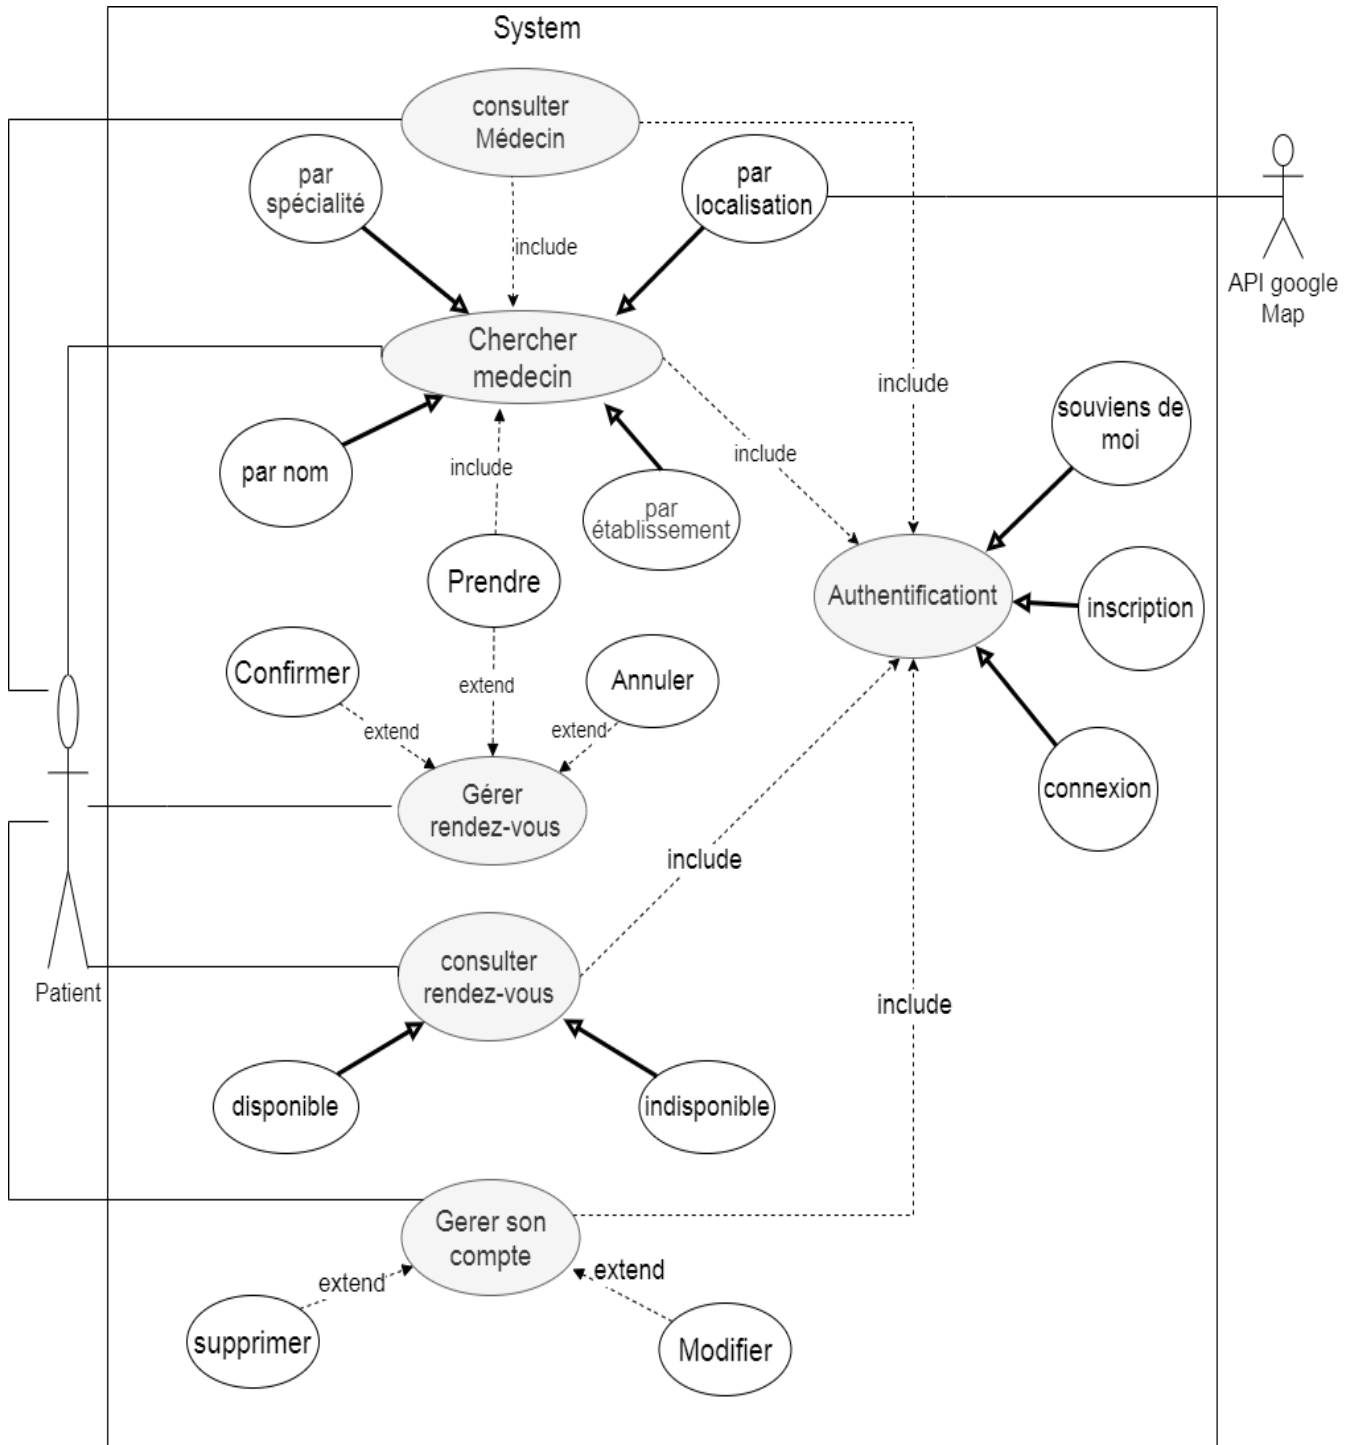 System
consulter
Médecin
par
spécialité
par
localisation
include
API google
Map
Chercher
medecin
include
souviens de
moi
include
par nom
include
par
établissement
Prendre
Authentificationt
inscription
Confirmer
extend
Annuler
extend
extend
Gérer
rendez-vous
connexion
include
consulter
rendez-vous
Patient
include
disponible
indisponible
Gerer son
compte
extend
extend
supprimer
Modifier